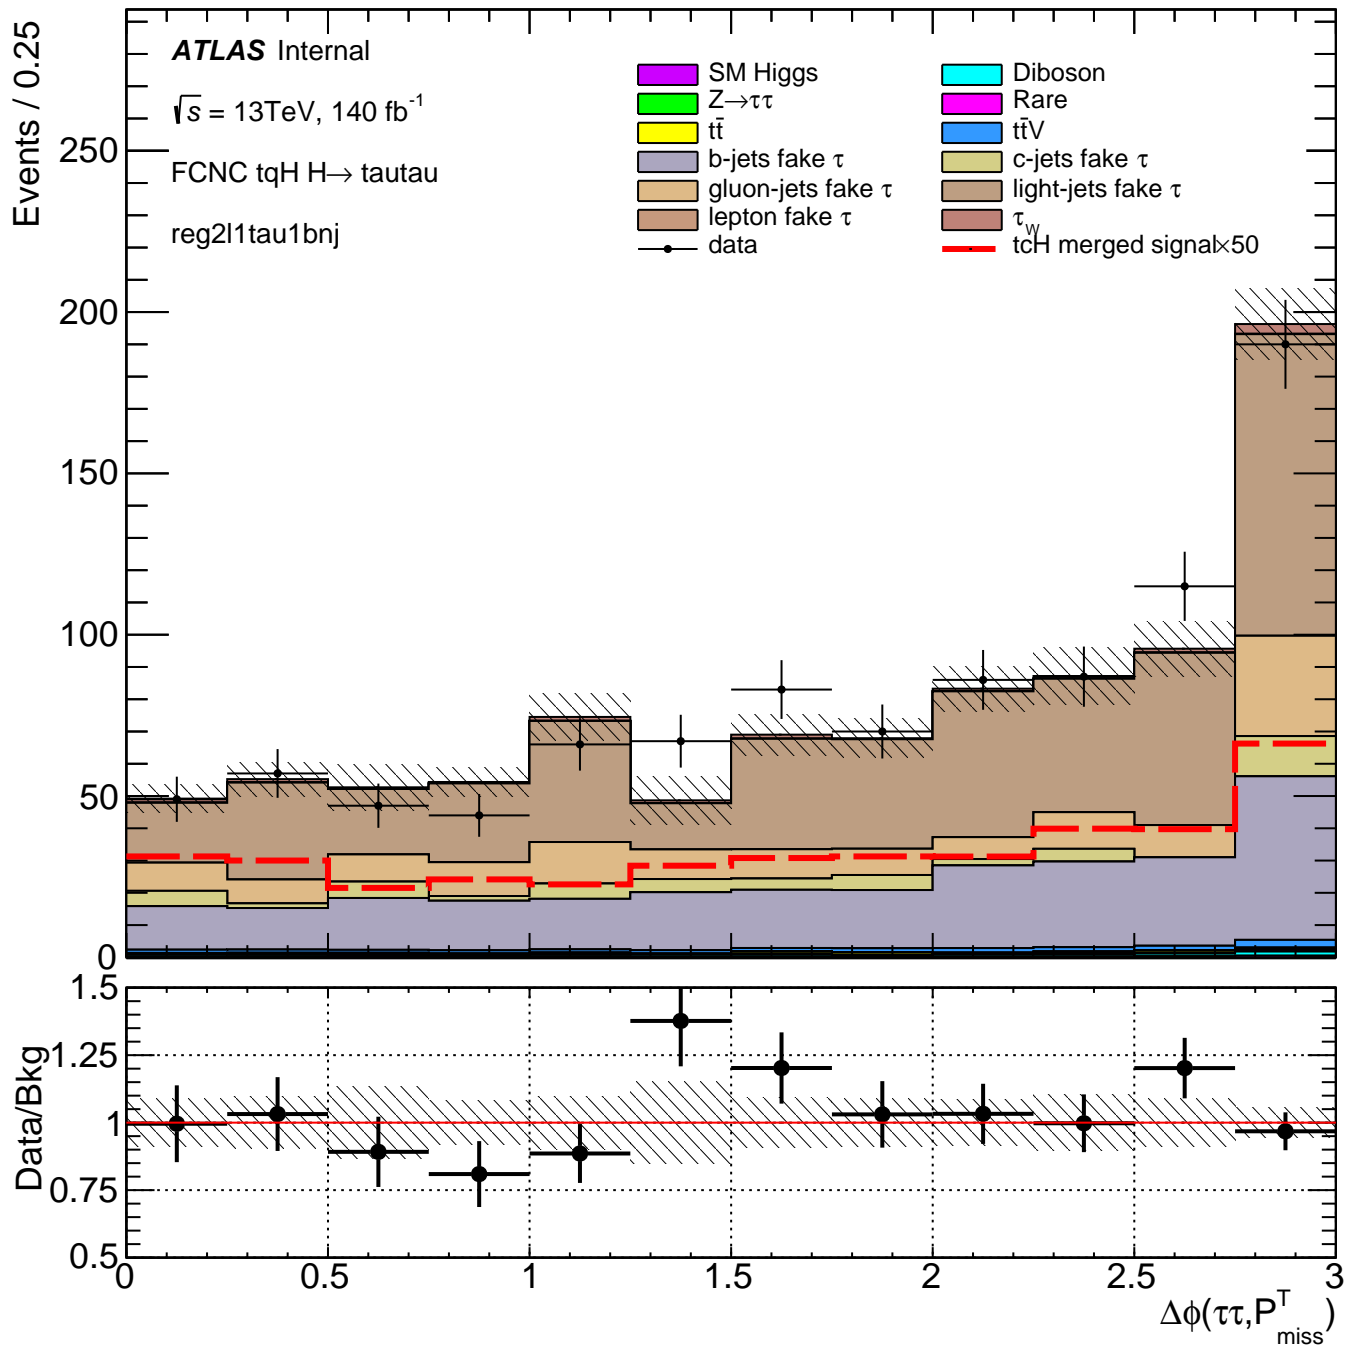 Events / 0.25
ATLAS Internal
√s = 13TeV, 140 fb⁻¹
FCNC tqH H→ tautau
reg2l1tau1bnj
SM Higgs
Diboson
Z→ττ
Rare
tt̄
tt̄V
b-jets fake τ
c-jets fake τ
gluon-jets fake τ
light-jets fake τ
lepton fake τ
τ_W
data
tcH merged signal×50
250
200
150
100
50
0
Data/Bkg
1.5
1.25
1
0.75
0.5
0 0.5 1 1.5 2 2.5 3
Δϕ(ττ,P^T_miss)